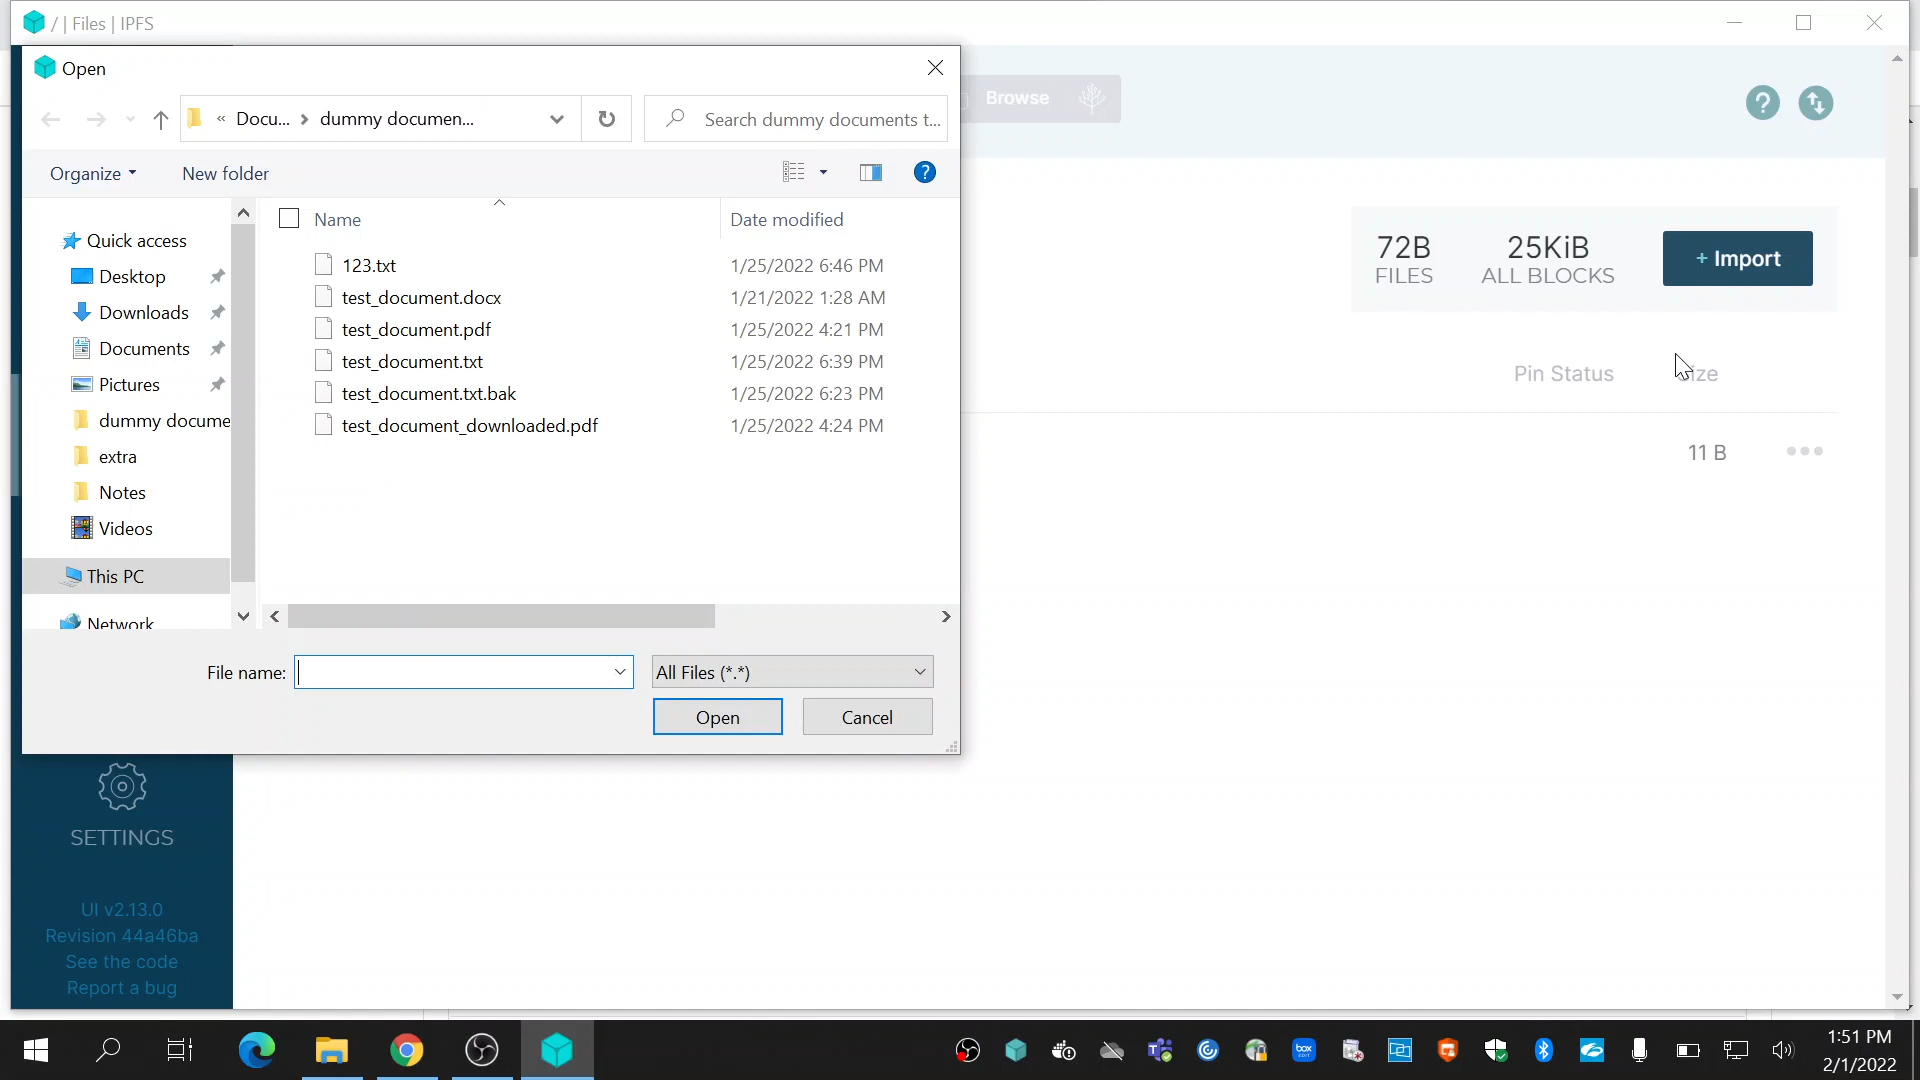 / | Files | IPFS
Open
« Docu... > dummy documen...
Search dummy documents t...
Browse
Organize
New folder
Name
Date modified
Quick access
Desktop
Downloads
Documents
Pictures
dummy docume
extra
Notes
Videos
This PC
Network
123.txt 1/25/2022 6:46 PM
test_document.docx 1/21/2022 1:28 AM
test_document.pdf 1/25/2022 4:21 PM
test_document.txt 1/25/2022 6:39 PM
test_document.txt.bak 1/25/2022 6:23 PM
test_document_downloaded.pdf 1/25/2022 4:24 PM
File name:
All Files (*.*)
Open
Cancel
72B
FILES
25KiB
ALL BLOCKS
+ Import
Pin Status
11 B
SETTINGS
UI v2.13.0
Revision 44a46ba
See the code
Report a bug
box
1:51 PM
2/1/2022